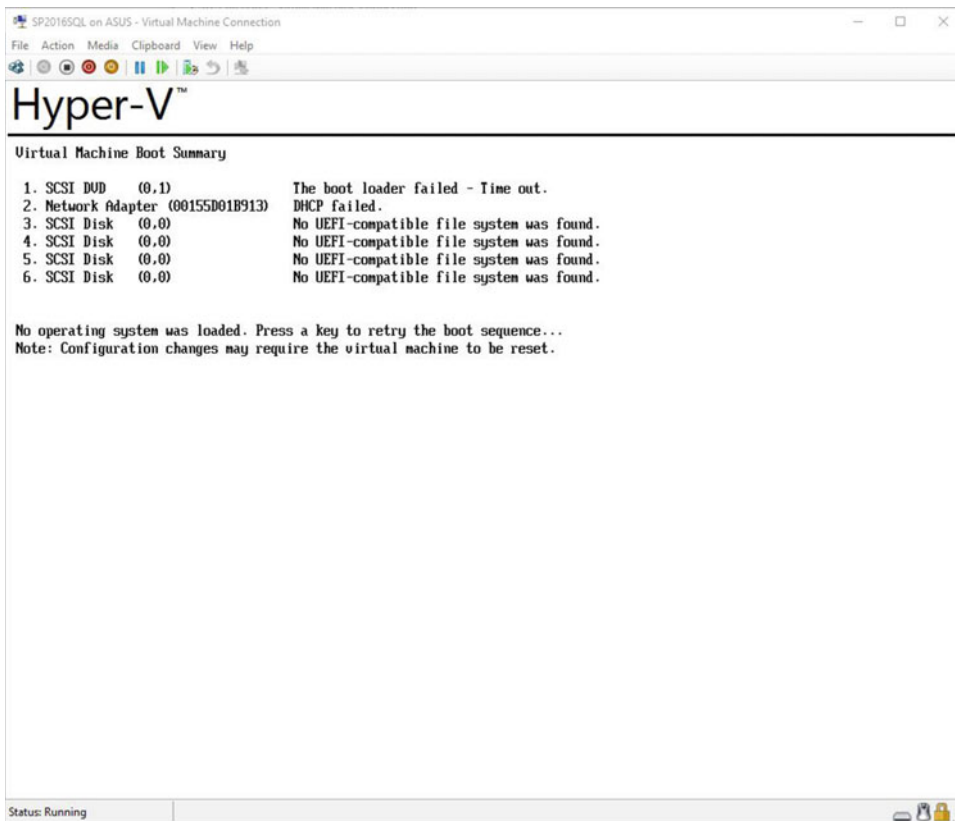 SP2016SQL on ASUS - Virtual Machine Connection
File Action Media Clipboard View Help
Hyper-V™
Virtual Machine Boot Summary
1. SCSI DVD (0,1) The boot loader failed - Time out.
2. Network Adapter (00155D01B913) DHCP failed.
3. SCSI Disk (0,0) No UEFI-compatible file system was found.
4. SCSI Disk (0,0) No UEFI-compatible file system was found.
5. SCSI Disk (0,0) No UEFI-compatible file system was found.
6. SCSI Disk (0,0) No UEFI-compatible file system was found.
No operating system was loaded. Press a key to retry the boot sequence...
Note: Configuration changes may require the virtual machine to be reset.
Status: Running